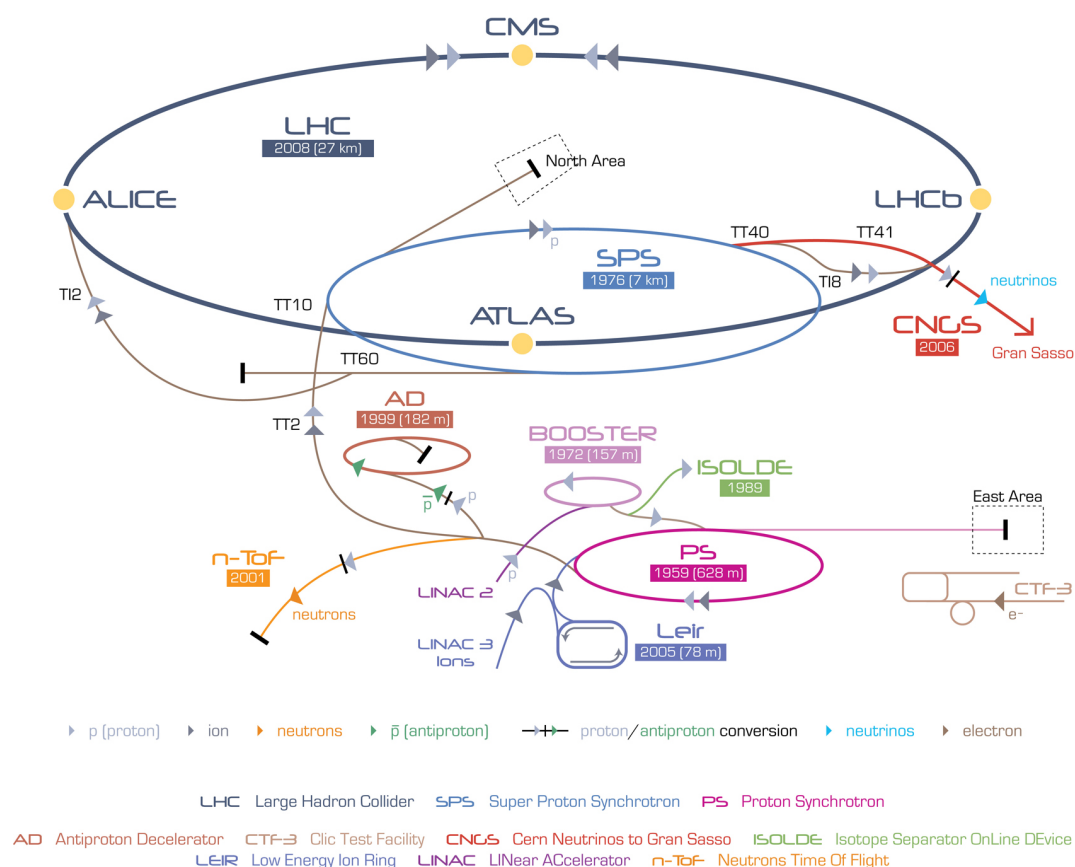 CMS
LHC
2008 (27 km)
North Area
ALICE
LHCb
TT40
TT41
p
SPS
1976 (7 km)
TI8
neutrinos
TI2
TT10
ATLAS
CNGS
2006
Gran Sasso
TT60
AD
1999 (182 m)
TT2
BOOSTER
1972 (157 m)
ISOLDE
1989
p̅
p
East Area
n-ToF
2001
PS
1959 (628 m)
p
LINAC 2
CTF-3
e-
neutrons
LINAC 3
Ions
Leir
2005 (78 m)
p (proton)
ion
neutrons
p̅ (antiproton)
proton/antiproton conversion
neutrinos
electron
LHC Large Hadron Collider SPS Super Proton Synchrotron PS Proton Synchrotron
AD Antiproton Decelerator CTF-3 Clic Test Facility CNGS Cern Neutrinos to Gran Sasso ISOLDE Isotope Separator OnLine DEvice
LEIR Low Energy Ion Ring LINAC LINear ACcelerator n-ToF Neutrons Time Of Flight